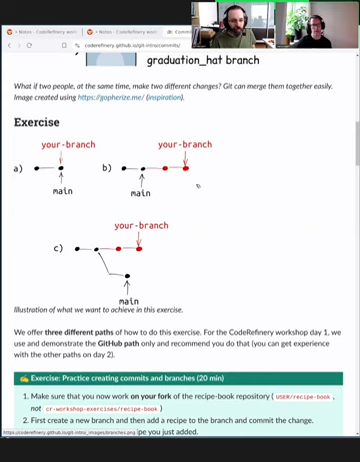 Notes - CodeRefinery work
Notes - CodeRefinery work
Commi
coderefinery.github.io/git-intro/commits/
graduation_hat branch
What if two people, at the same time, make two different changes? Git can merge them together easily.
Image created using https://gopherize.me/ (inspiration).
Exercise
your-branch
your-branch
a)
b)
main
main
your-branch
c)
main
Illustration of what we want to achieve in this exercise.
We offer three different paths of how to do this exercise. For the CodeRefinery workshop day 1, we
use and demonstrate the GitHub path only and recommend you do that (you can get experience
with the other paths on day 2).
Exercise: Practice creating commits and branches (20 min)
1. Make sure that you now work on your fork of the recipe-book repository ( USER/recipe-book ,
not cr-workshop-exercises/recipe-book )
2. First create a new branch and then add a recipe to the branch and commit the change.
https://coderefinery.github.io/git-intro/_images/branches.png
pe you just added.